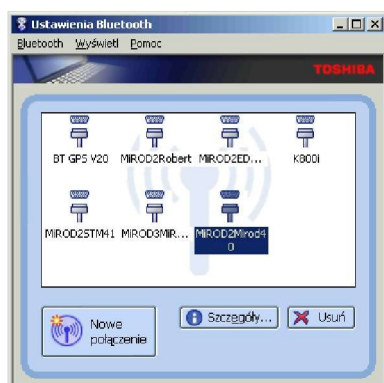 Ustawienia Bluetooth
Bluetooth Wyświetl Pomoc
TOSHIBA
BT GPS V20 MiROD2Robert MiROD2ED... K800i
MiROD2STM41 MiROD3MiR... MiROD2Mirod4
0
Nowe
połączenie
Szczegóły... Usuń